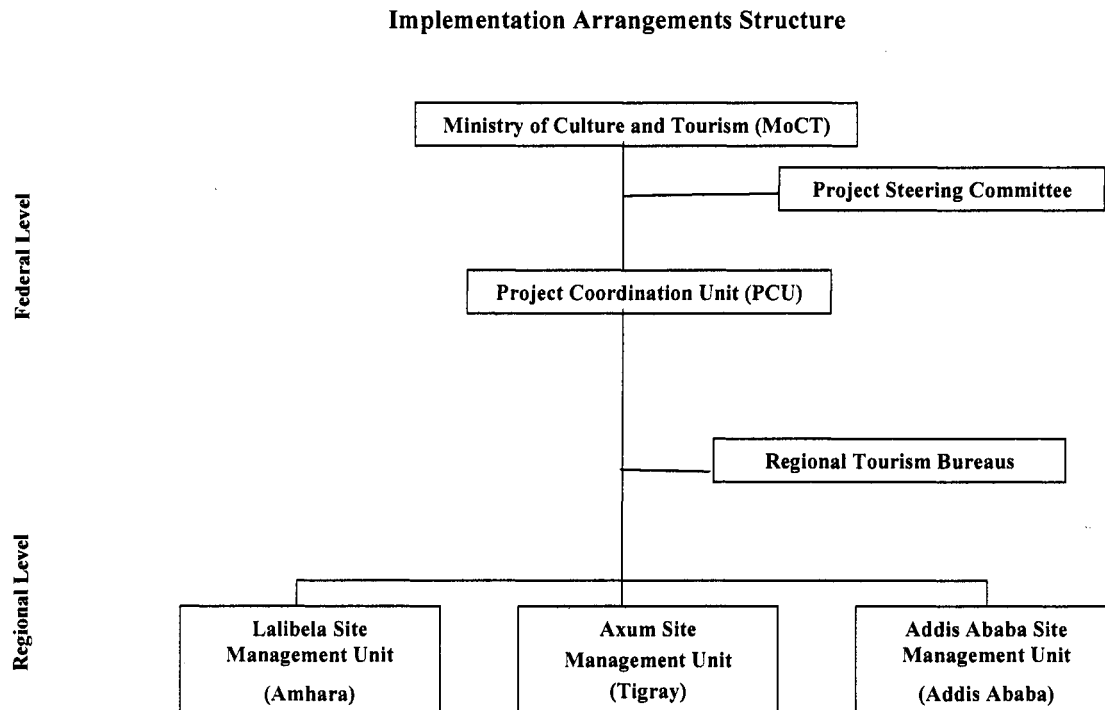 Implementation Arrangements Structure
Ministry of Culture and Tourism (MoCT)
Project Steering Committee
Federal Level
Project Coordination Unit (PCU)
Regional Tourism Bureaus
Regional Level
Lalibela Site
Management Unit
(Amhara)
Axum Site
Management Unit
(Tigray)
Addis Ababa Site
Management Unit
(Addis Ababa)